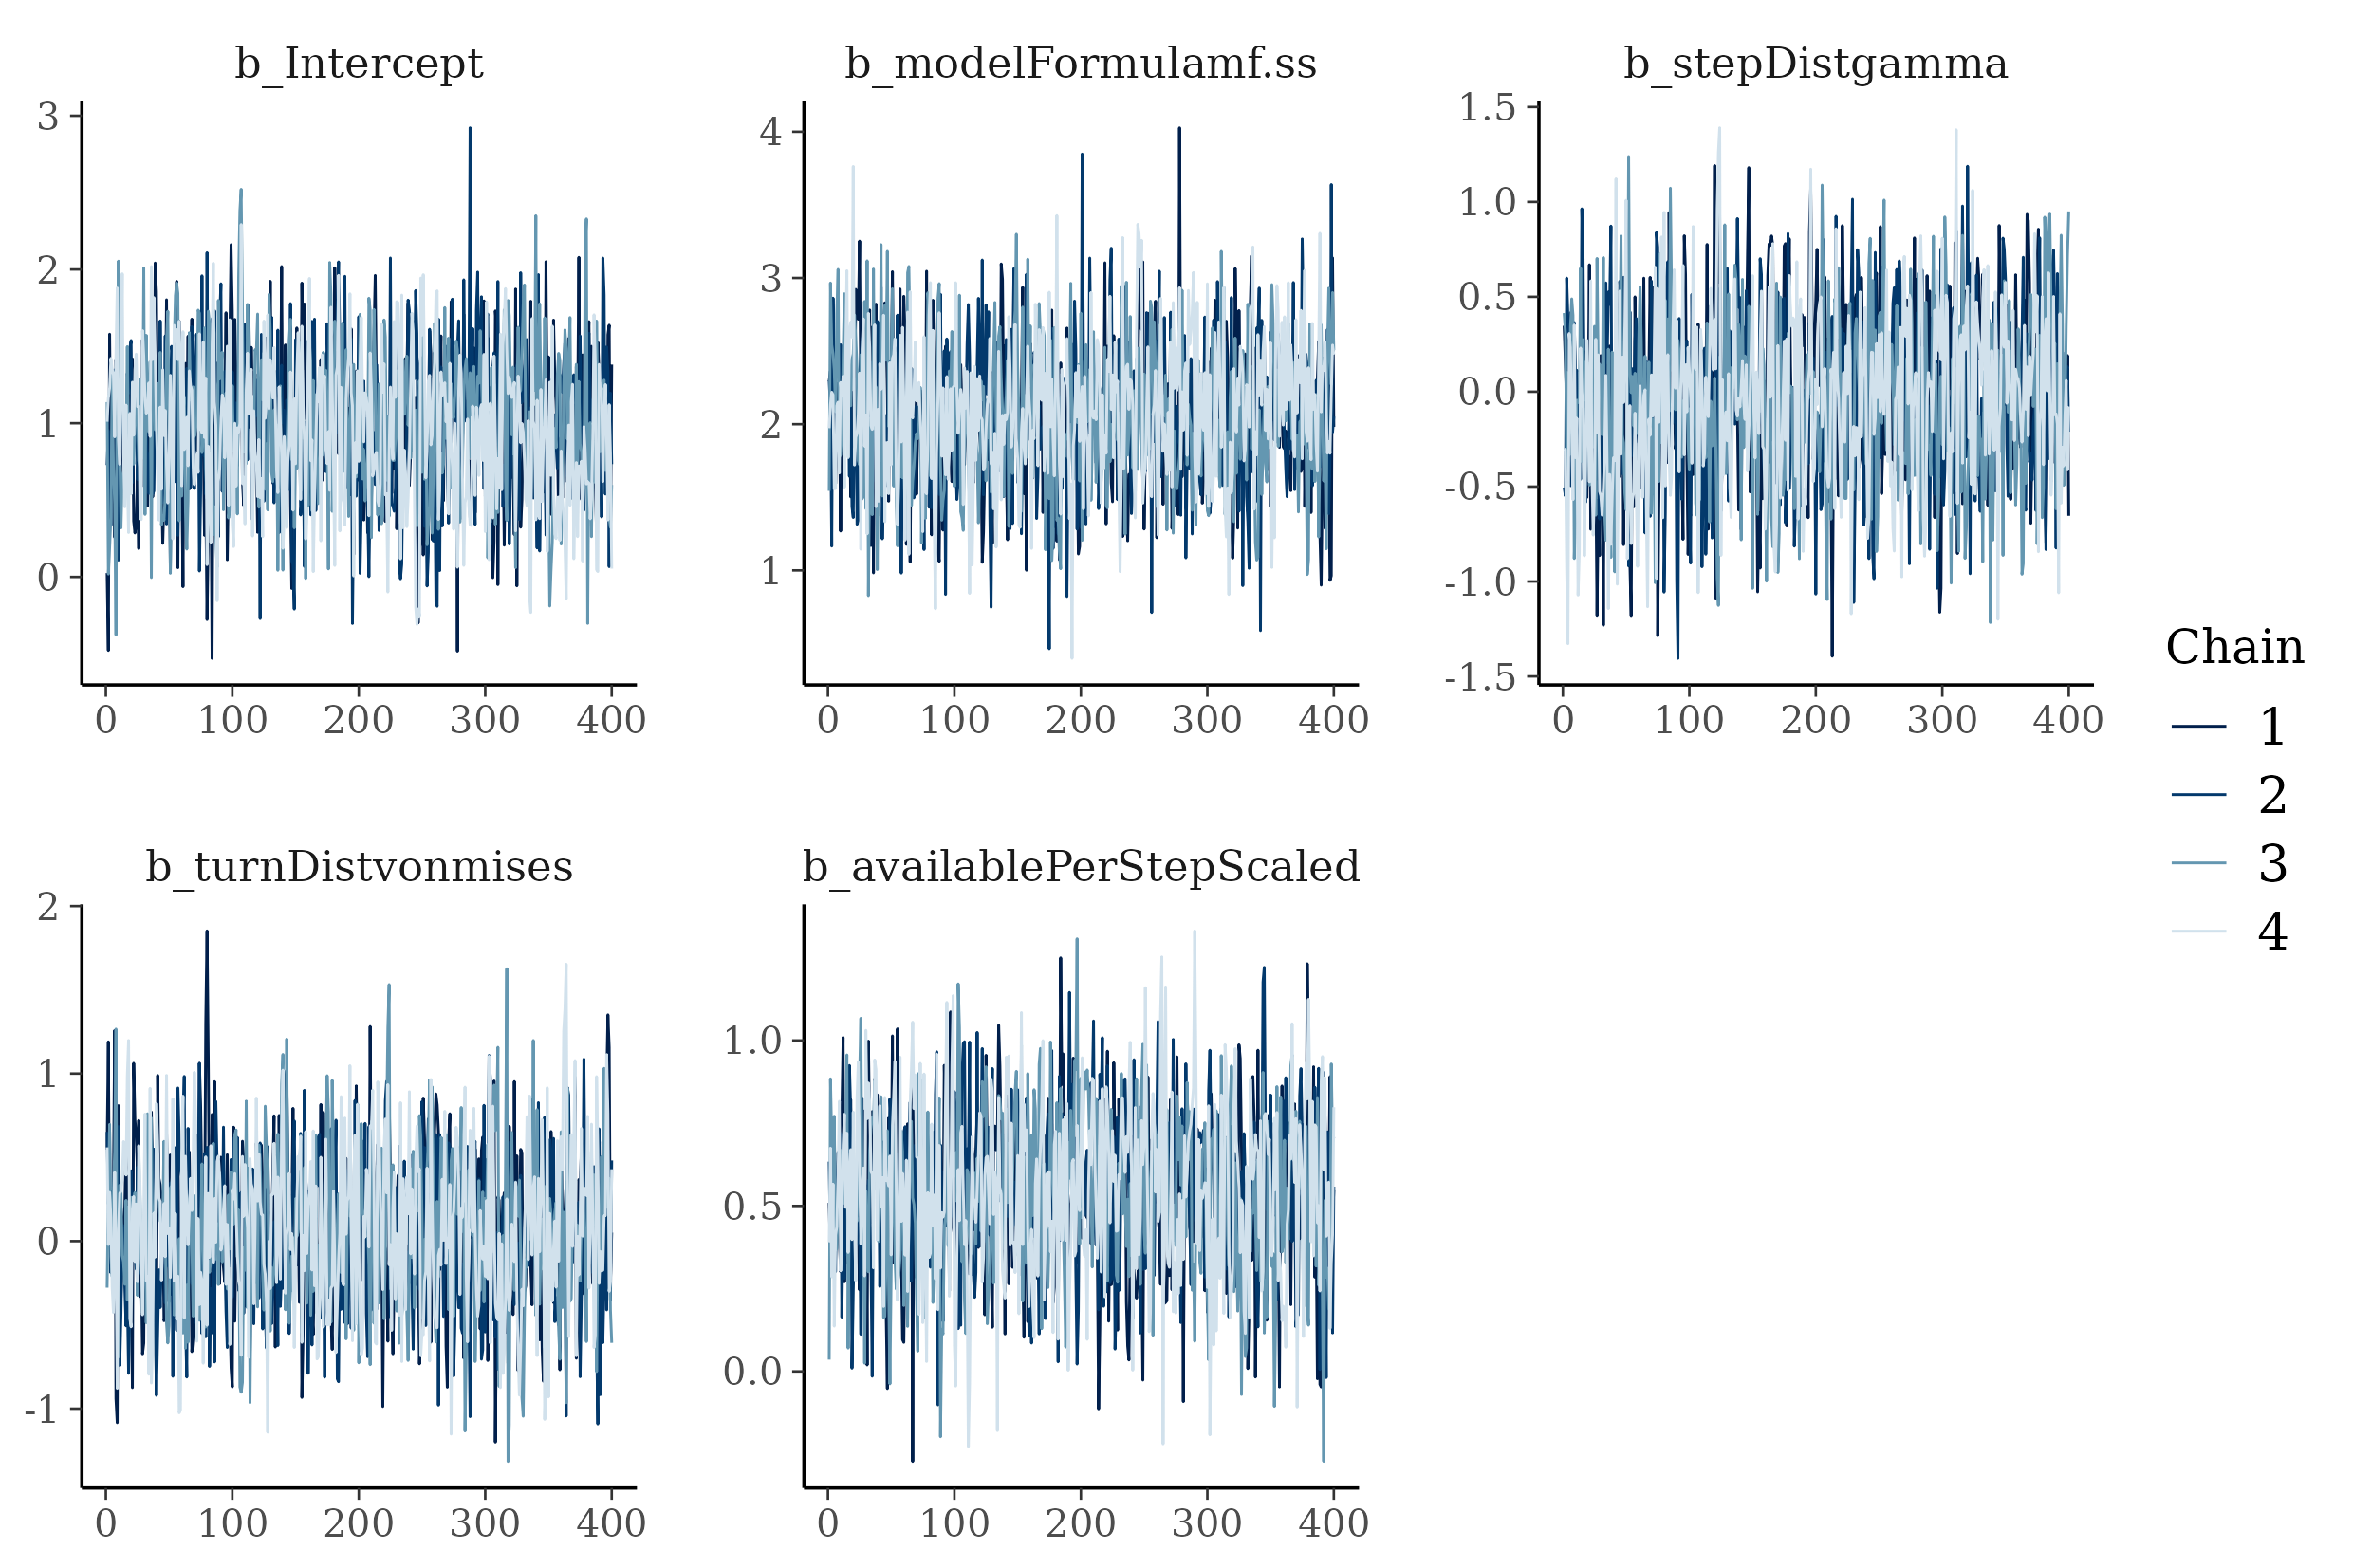 b_Intercept
3
2
1
0
0 100 200 300 400
b_modelFormulamf.ss
4
3
2
1
0 100 200 300 400
b_stepDistgamma
1.5
1.0
0.5
0.0
-0.5
-1.0
-1.5
0 100 200 300 400
b_turnDistvonmises
2
1
0
-1
0 100 200 300 400
b_availablePerStepScaled
1.0
0.5
0.0
0 100 200 300 400
Chain
1
2
3
4